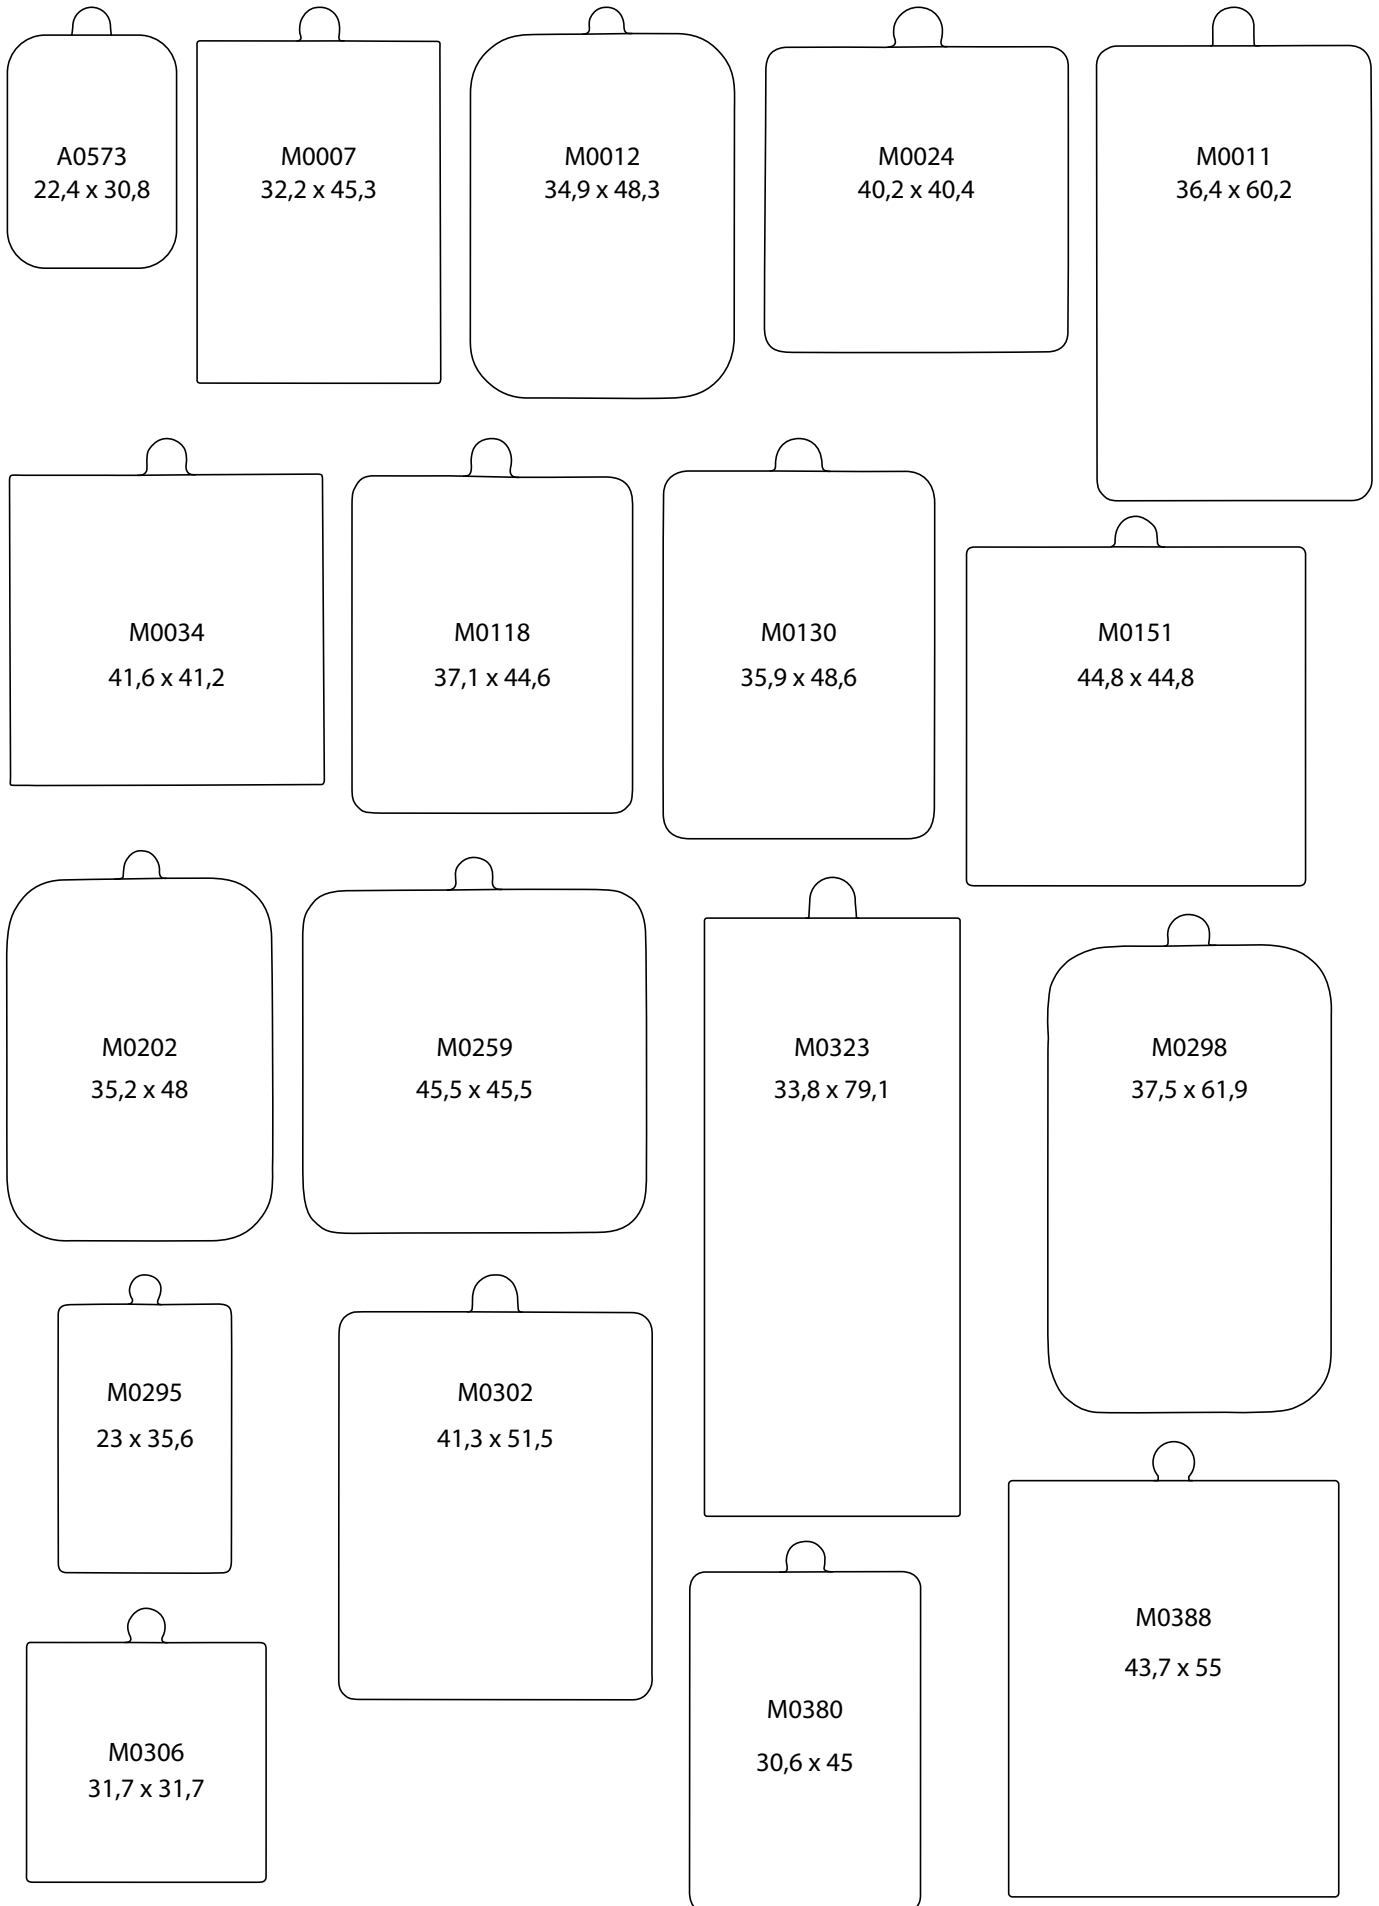 A0573
22,4 x 30,8
M0007
32,2 x 45,3
M0012
34,9 x 48,3
M0024
40,2 x 40,4
M0011
36,4 x 60,2
M0034
41,6 x 41,2
M0118
37,1 x 44,6
M0130
35,9 x 48,6
M0151
44,8 x 44,8
M0202
35,2 x 48
M0259
45,5 x 45,5
M0323
33,8 x 79,1
M0298
37,5 x 61,9
M0295
23 x 35,6
M0302
41,3 x 51,5
M0388
43,7 x 55
M0380
30,6 x 45
M0306
31,7 x 31,7